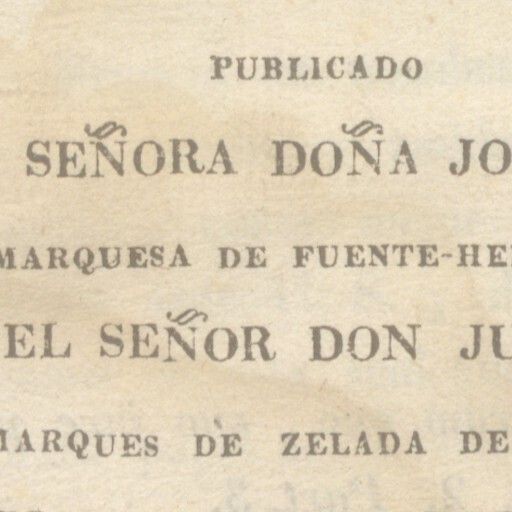 PUBLICADO
SEÑORA DOÑA JO
MARQUESA DE FUENTE-HE
EL SEÑOR DON JU
MARQUES DE ZELADA DE